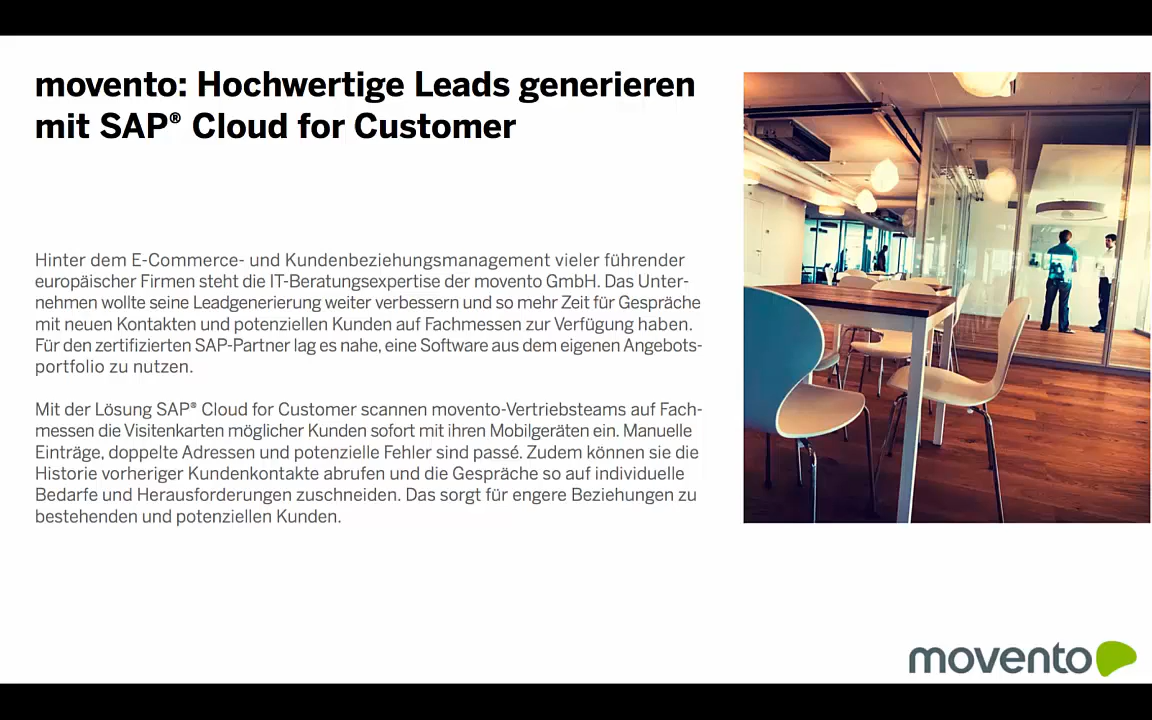 movento: Hochwertige Leads generieren
mit SAP® Cloud for Customer
Hinter dem E-Commerce- und Kundenbeziehungsmanagement vieler führender
europäischer Firmen steht die IT-Beratungsexpertise der movento GmbH. Das Unter-
nehmen wollte seine Leadgenerierung weiter verbessern und so mehr Zeit für Gespräche
mit neuen Kontakten und potenziellen Kunden auf Fachmessen zur Verfügung haben.
Für den zertifizierten SAP-Partner lag es nahe, eine Software aus dem eigenen Angebots-
portfolio zu nutzen.
Mit der Lösung SAP® Cloud for Customer scannen movento-Vertriebsteams auf Fach-
messen die Visitenkarten möglicher Kunden sofort mit ihren Mobilgeräten ein. Manuelle
Einträge, doppelte Adressen und potenzielle Fehler sind passé. Zudem können sie die
Historie vorheriger Kundenkontakte abrufen und die Gespräche so auf individuelle
Bedarfe und Herausforderungen zuschneiden. Das sorgt für engere Beziehungen zu
bestehenden und potenziellen Kunden.
movento